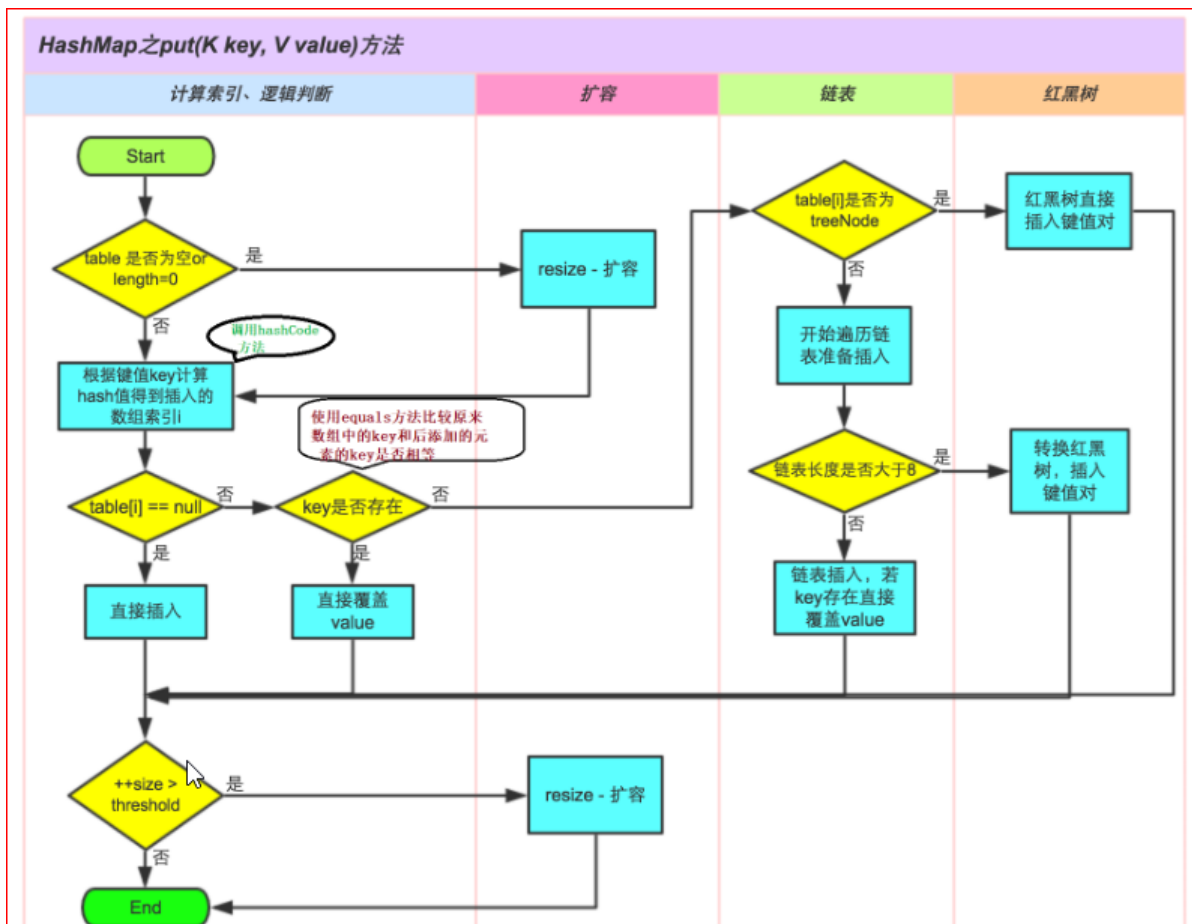 HashMap之put(K key, V value)方法
计算索引、逻辑判断
扩容
链表
红黑树
Start
table 是否为空or
length=0
是
resize - 扩容
否
调用hashCode
方法
根据键值key计算
hash值得到插入的
数组索引i
使用equals方法比较原来
数组中的key和后添加的元
素的key是否相等
table[i] == null
否
key是否存在
否
是
直接插入
是
直接覆盖
value
table[i]是否为
treeNode
是
红黑树直接
插入键值对
否
开始遍历链
表准备插入
链表长度是否大于8
是
转换红黑
树，插入
键值对
否
链表插入，若
key存在直接
覆盖value
++size >
threshold
是
resize - 扩容
否
End